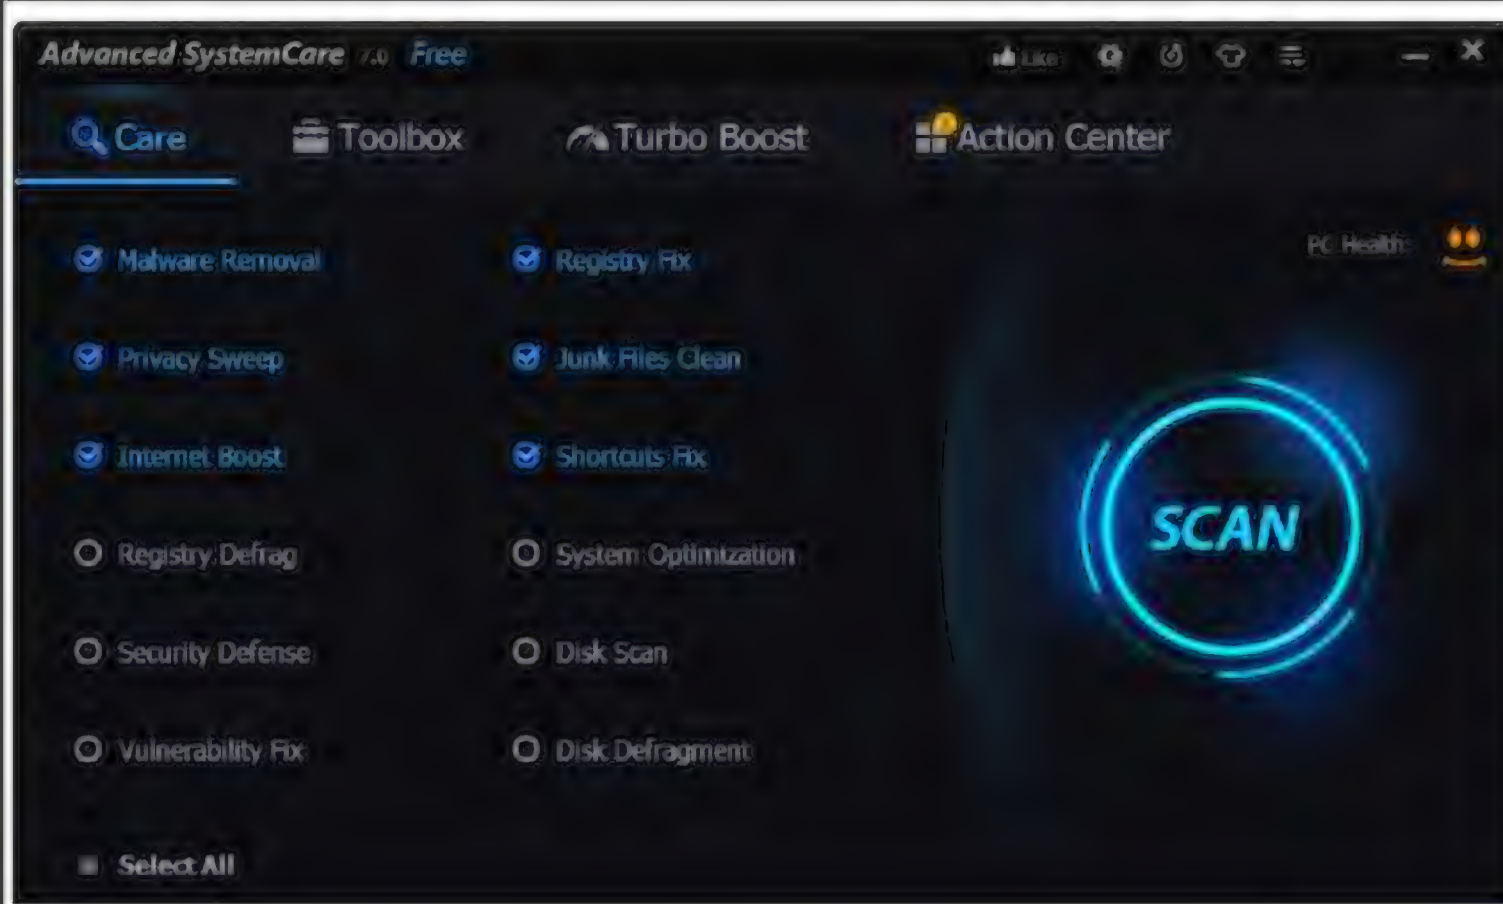 Advanced SystemCare 7.0 Free
Like
Care Toolbox Turbo Boost Action Center
Malware Removal Registry Fix
PC Health:
Privacy Sweep Junk Files Clean
Internet Boost Shortcuts Fix
SCAN
Registry Defrag System Optimization
Security Defense Disk Scan
Vulnerability Fix Disk Defragment
Select All